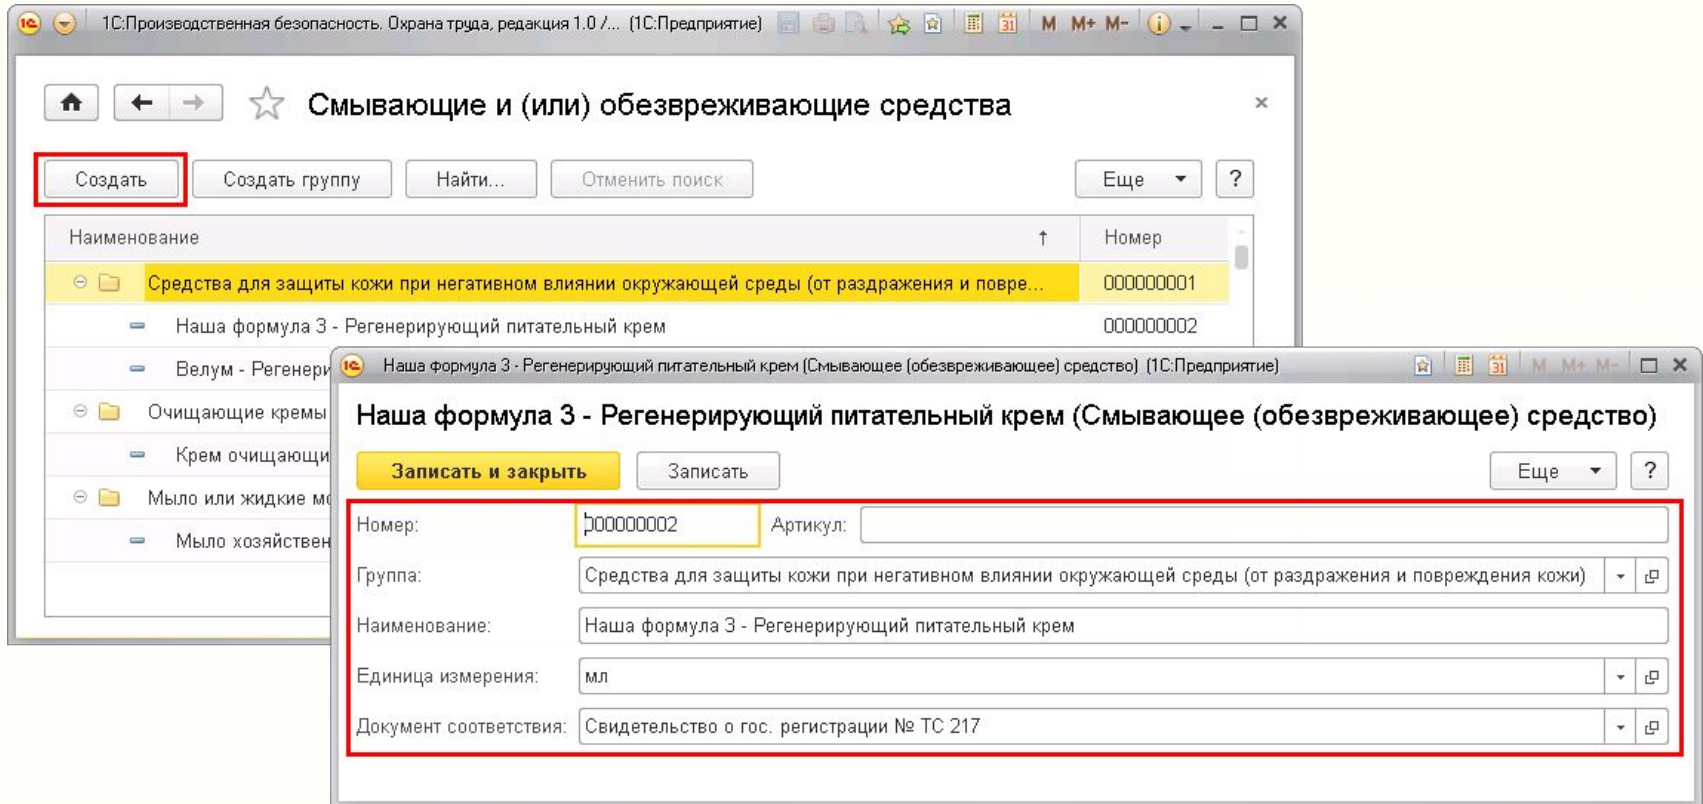 1С:Производственная безопасность. Охрана труда, редакция 1.0 /... (1С:Предприятие) 31 M M+ M-
Смывающие и (или) обезвреживающие средства
Создать Создать группу Найти... Отменить поиск Еще ?
Наименование Номер
Средства для защиты кожи при негативном влиянии окружающей среды (от раздражения и повре... 000000001
Наша формула 3 - Регенерирующий питательный крем 000000002
Велум - Регенери
Очищающие кремы
Крем очищающи
Мыло или жидкие мо
Мыло хозяйствен
Наша формула 3 - Регенерирующий питательный крем (Смывающее (обезвреживающее) средство) (1С:Предприятие) 31 M M+ M-
Наша формула 3 - Регенерирующий питательный крем (Смывающее (обезвреживающее) средство)
Записать и закрыть Записать Еще ?
Номер: 000000002 Артикул:
Группа: Средства для защиты кожи при негативном влиянии окружающей среды (от раздражения и повреждения кожи)
Наименование: Наша формула 3 - Регенерирующий питательный крем
Единица измерения: мл
Документ соответствия: Свидетельство о гос. регистрации № ТС 217